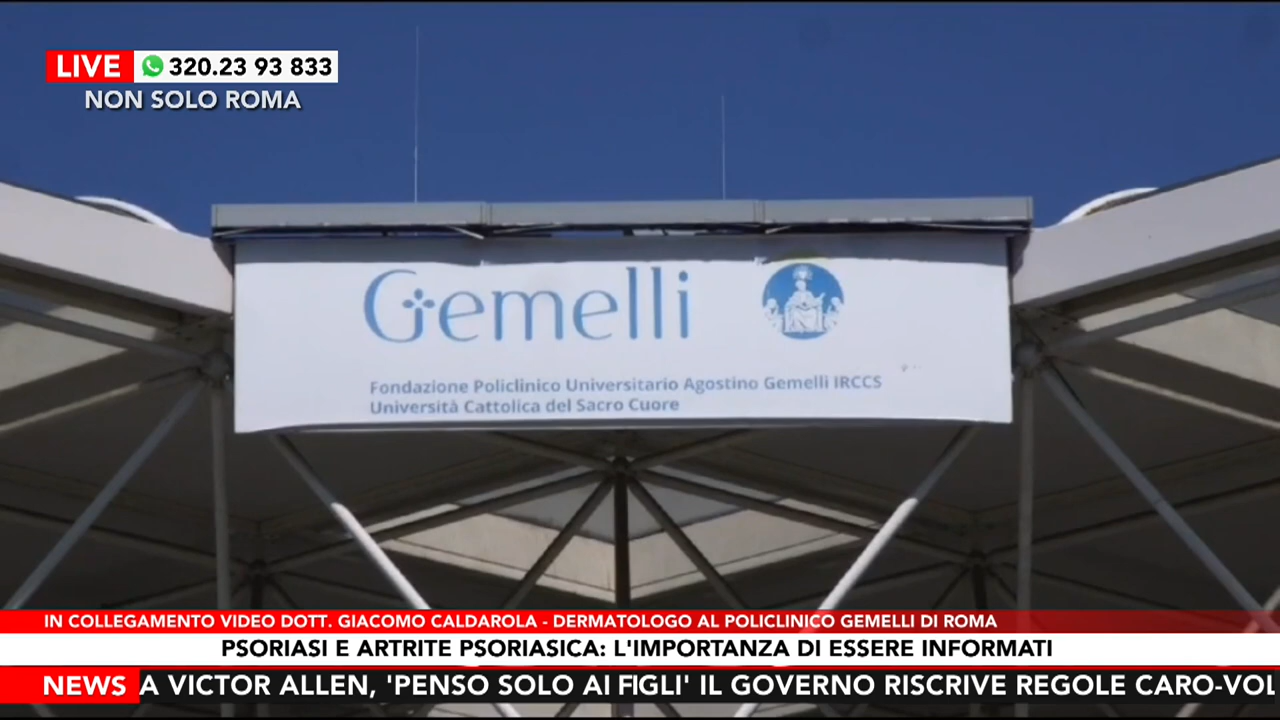 LIVE 320.23 93 833
NON SOLO ROMA
Gemelli
Fondazione Policlinico Universitario Agostino Gemelli IRCCS
Università Cattolica del Sacro Cuore
IN COLLEGAMENTO VIDEO DOTT. GIACOMO CALDAROLA - DERMATOLOGO AL POLICLINICO GEMELLI DI ROMA
PSORIASI E ARTRITE PSORIASICA: L'IMPORTANZA DI ESSERE INFORMATI
NEWS A VICTOR ALLEN, 'PENSO SOLO AI FIGLI' IL GOVERNO RISCRIVE REGOLE CARO-VOL